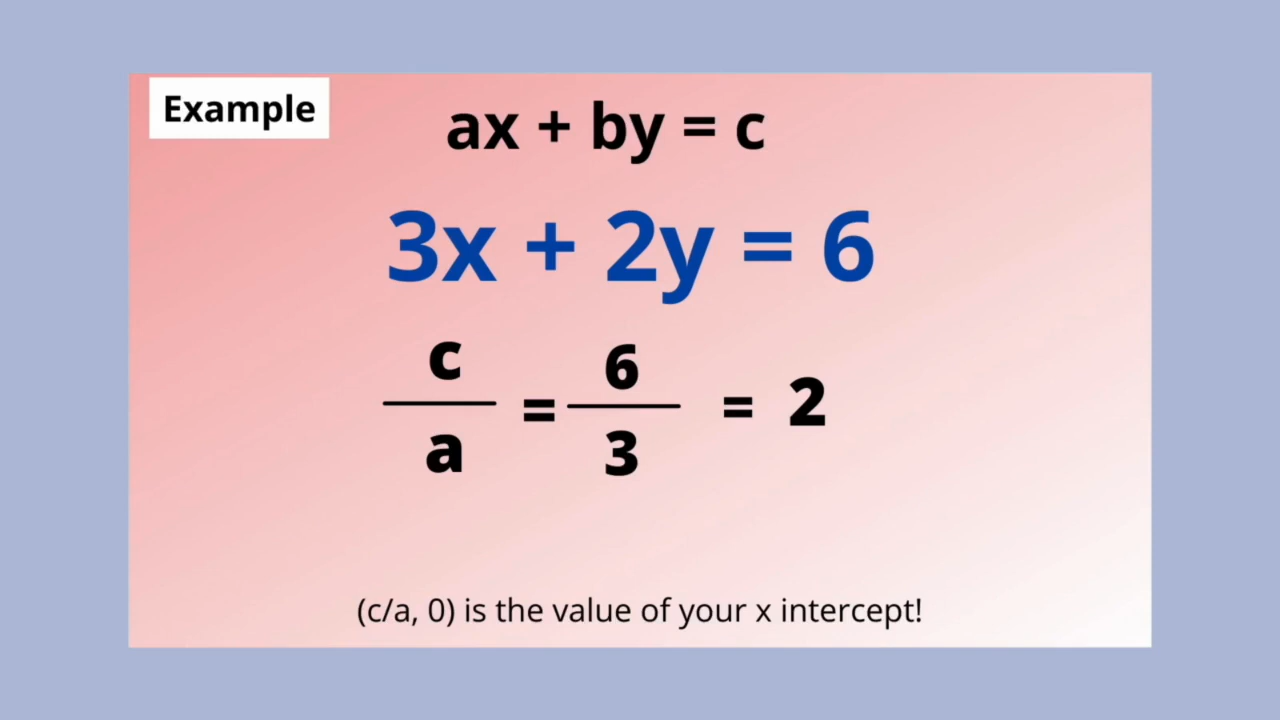 Example
ax + by = c
3x + 2y = 6
c/a = 6/3 = 2
(c/a, 0) is the value of your x intercept!